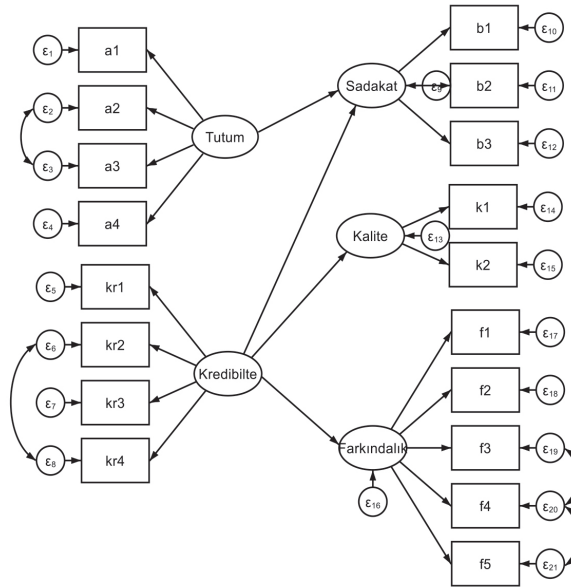 ε1
a1
ε2
a2
ε3
a3
ε4
a4
Tutum
ε5
kr1
ε6
kr2
ε7
kr3
ε8
kr4
Kredibilte
Sadakat
ε9
b1
ε10
b2
ε11
b3
ε12
Kalite
ε13
k1
ε14
k2
ε15
Farkındalık
ε16
f1
ε17
f2
ε18
f3
ε19
f4
ε20
f5
ε21